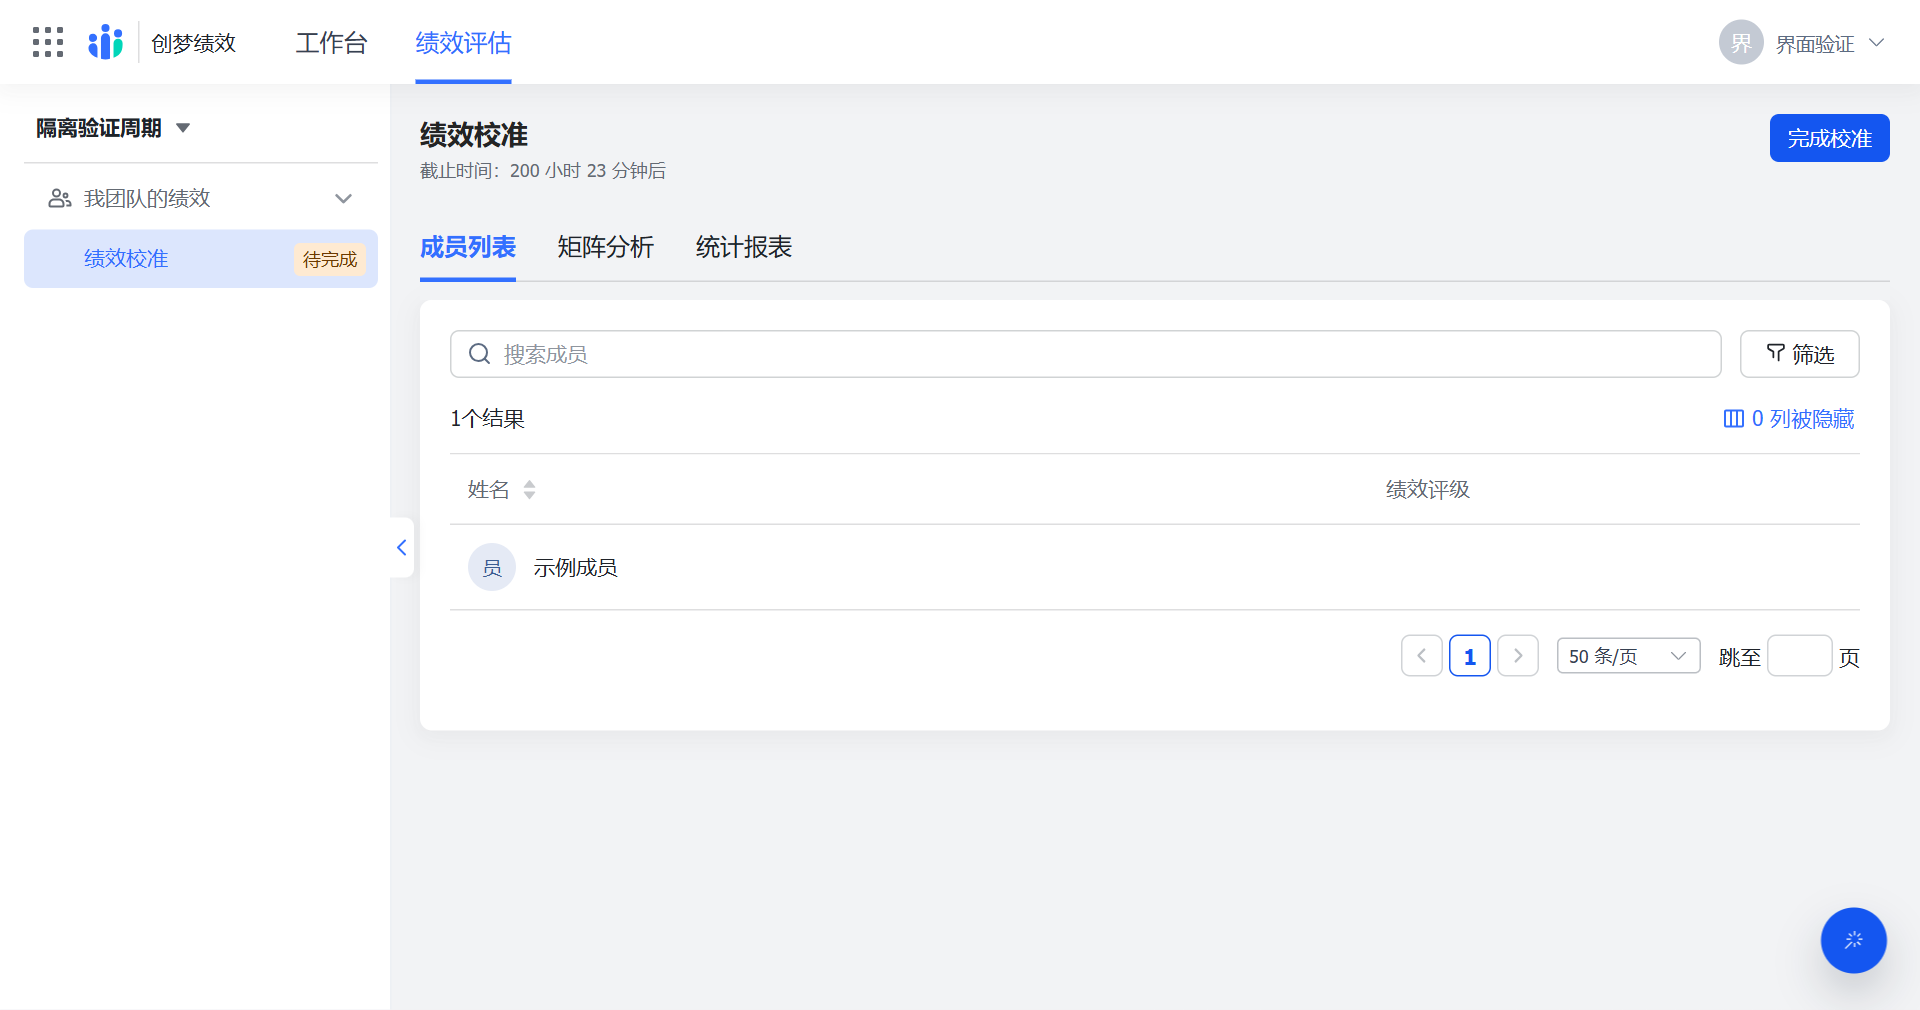 创梦绩效
工作台
绩效评估
界
界面验证
隔离验证周期
我团队的绩效
绩效校准
待完成
绩效校准
截止时间：200 小时 23 分钟后
完成校准
成员列表
矩阵分析
统计报表
搜索成员
筛选
1个结果
0 列被隐藏
姓名
绩效评级
员
示例成员
1
50 条/页
跳至
页